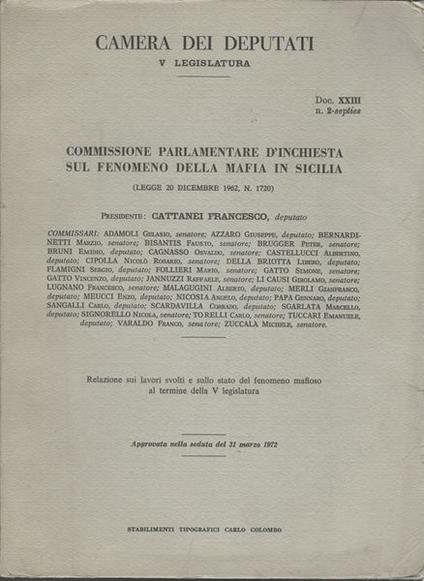 CAMERA DEI DEPUTATI
V LEGISLATURA
Doc. XXIII
n. 2-septies
COMMISSIONE PARLAMENTARE D'INCHIESTA
SUL FENOMENO DELLA MAFIA IN SICILIA
(LEGGE 20 DICEMBRE 1962, N. 1720)
PRESIDENTE: CATTANEI FRANCESCO, deputato
COMMISSARI: ADAMOLI GELASIO, senatore; AZZARO GIUSEPPE, deputato; BERNARDI-
NETTI MARZIO, senatore; BISANTIS FAUSTO, senatore; BRUGGER PETER, senatore;
BRUNI EMIDIO, deputato; CAGNASSO OSVALDO, senatore; CASTELLUCCI ALBERTINO,
deputato; CIPOLLA NICOLÒ ROSARIO, senatore; DELLA BRIOTTA LIBERO, deputato;
FLAMIGNI SERGIO, deputato; FOLLIERI MARIO, senatore; GATTO SIMONE, senatore;
GATTO VINCENZO, deputato; JANNUZZI RAFFAELE, senatore; LI CAUSI GIROLAMO, senatore;
LUGNANO FRANCESCO, senatore; MALAGUGINI ALBERTO, deputato; MERLI GIANFRANCO,
deputato; MEUCCI ENZO, deputato; NICOSIA ANGELO, deputato; PAPA GENNARO, deputato;
SANGALLI CARLO, deputato; SCARDAVILLA CORRADO, deputato; SGARLATA MARCELLO,
deputato; SIGNORELLO NICOLA, senatore; TORELLI CARLO, senatore; TUCCARI EMANUELE,
deputato; VARALDO FRANCO, senatore; ZUCCALÀ MICHELE, senatore.
Relazione sui lavori svolti e sullo stato del fenomeno mafioso
al termine della V legislatura
Approvata nella seduta del 31 marzo 1972
STABILIMENTI TIPOGRAFICI CARLO COLOMBO